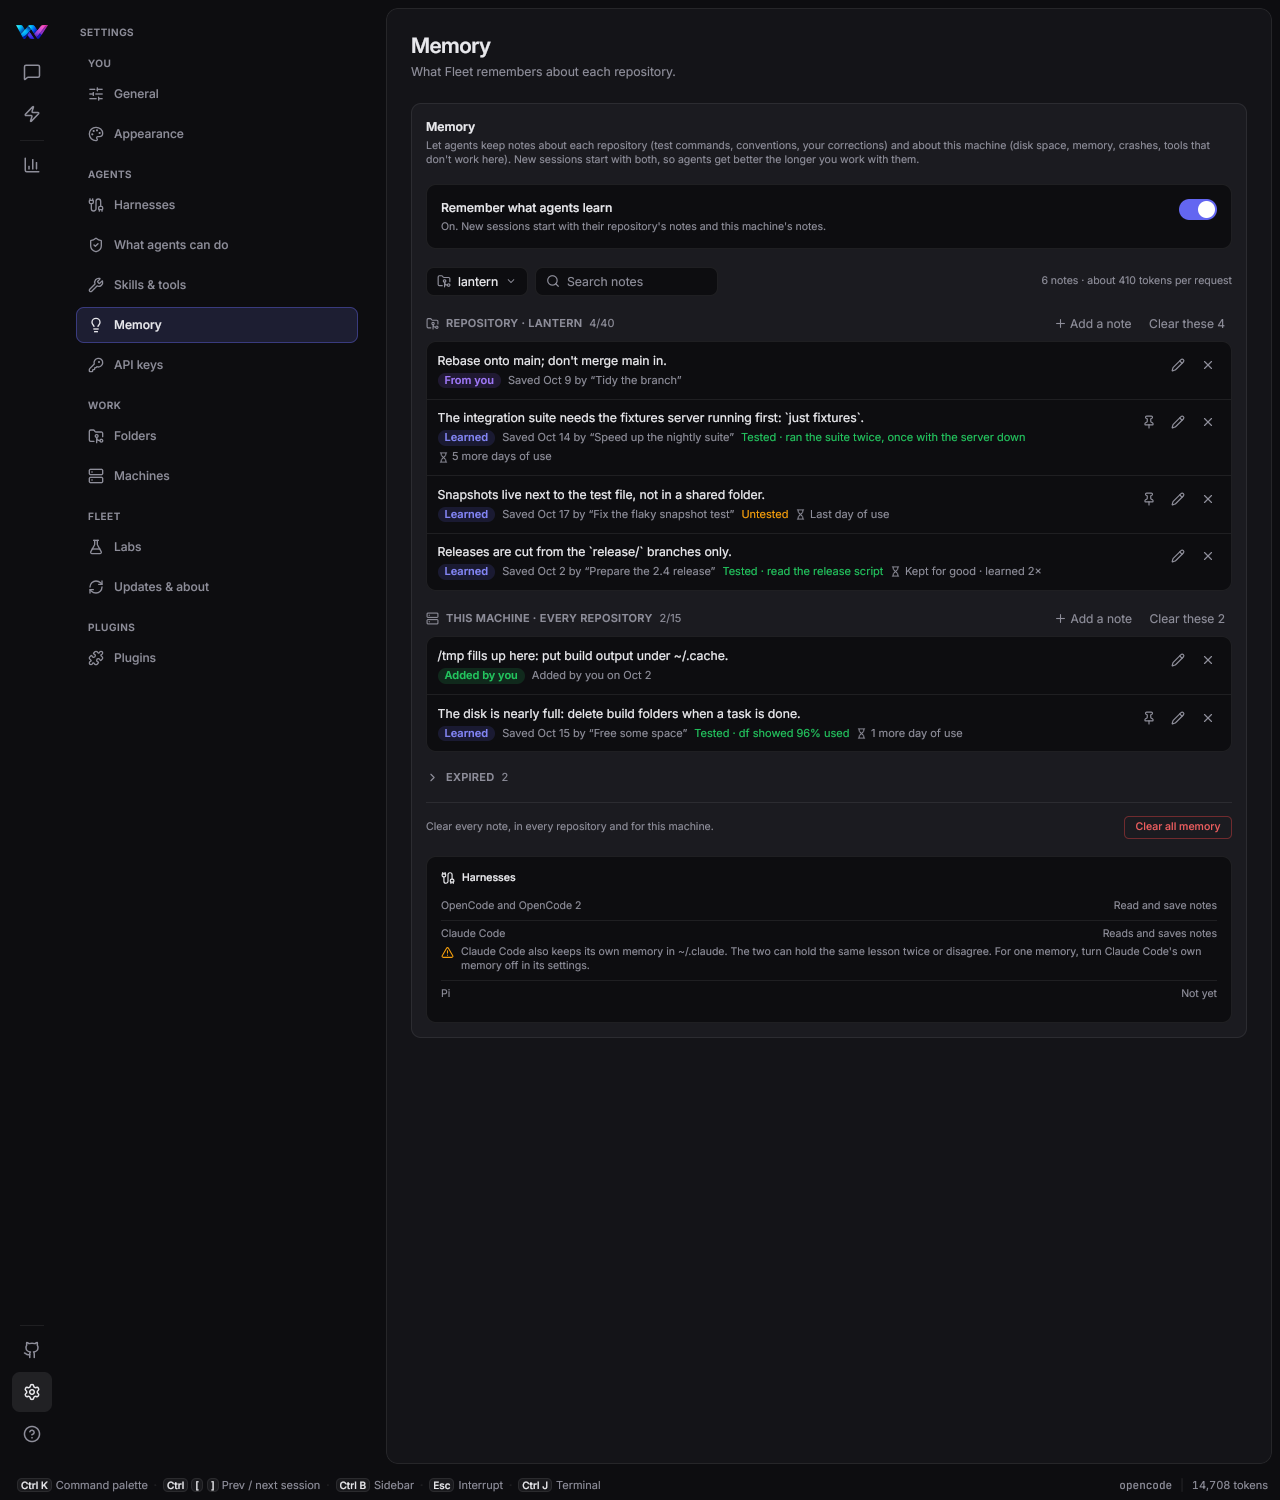 SETTINGS
YOU
General
Appearance
AGENTS
Harnesses
What agents can do
Skills & tools
Memory
API keys
WORK
Folders
Machines
FLEET
Labs
Updates & about
PLUGINS
Plugins
Memory
What Fleet remembers about each repository.
Memory
Let agents keep notes about each repository (test commands, conventions, your corrections) and about this machine (disk space, memory, crashes, tools that
don't work here). New sessions start with both, so agents get better the longer you work with them.
Remember what agents learn
On. New sessions start with their repository's notes and this machine's notes.
lantern
Search notes
6 notes · about 410 tokens per request
REPOSITORY · LANTERN 4/40
Add a note
Clear these 4
Rebase onto main; don't merge main in.
From you Saved Oct 9 by “Tidy the branch”
The integration suite needs the fixtures server running first: `just fixtures`.
Learned Saved Oct 14 by “Speed up the nightly suite” Tested · ran the suite twice, once with the server down
5 more days of use
Snapshots live next to the test file, not in a shared folder.
Learned Saved Oct 17 by “Fix the flaky snapshot test” Untested Last day of use
Releases are cut from the `release/` branches only.
Learned Saved Oct 2 by “Prepare the 2.4 release” Tested · read the release script Kept for good · learned 2×
THIS MACHINE · EVERY REPOSITORY 2/15
Add a note
Clear these 2
/tmp fills up here: put build output under ~/.cache.
Added by you Added by you on Oct 2
The disk is nearly full: delete build folders when a task is done.
Learned Saved Oct 15 by “Free some space” Tested · df showed 96% used 1 more day of use
EXPIRED 2
Clear every note, in every repository and for this machine.
Clear all memory
Harnesses
OpenCode and OpenCode 2 Read and save notes
Claude Code Reads and saves notes
Claude Code also keeps its own memory in ~/.claude. The two can hold the same lesson twice or disagree. For one memory, turn Claude Code's own
memory off in its settings.
Pi Not yet
Ctrl K Command palette · Ctrl [ ] Prev / next session · Ctrl B Sidebar · Esc Interrupt · Ctrl J Terminal
opencode 14,708 tokens